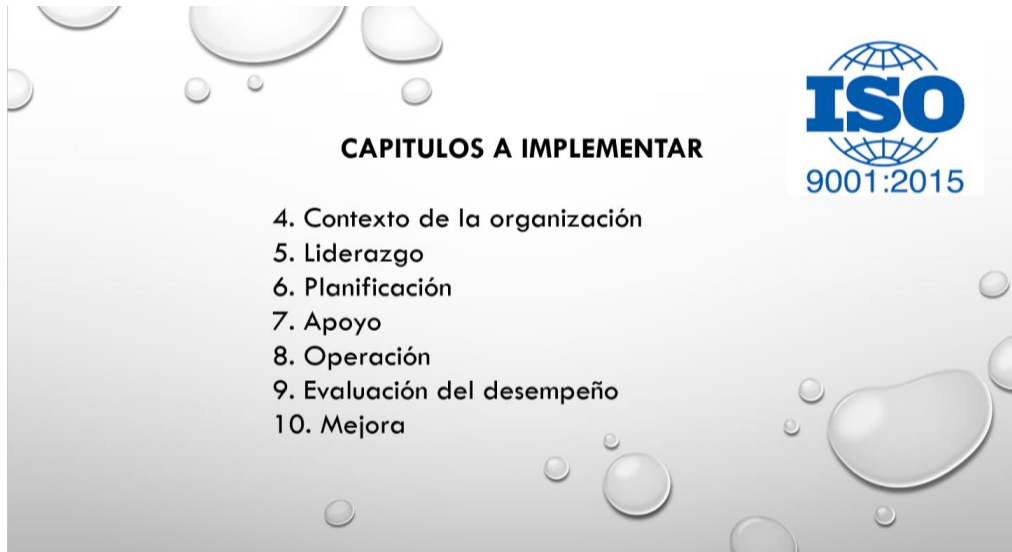 CAPITULOS A IMPLEMENTAR
ISO
9001:2015
4. Contexto de la organización
5. Liderazgo
6. Planificación
7. Apoyo
8. Operación
9. Evaluación del desempeño
10. Mejora